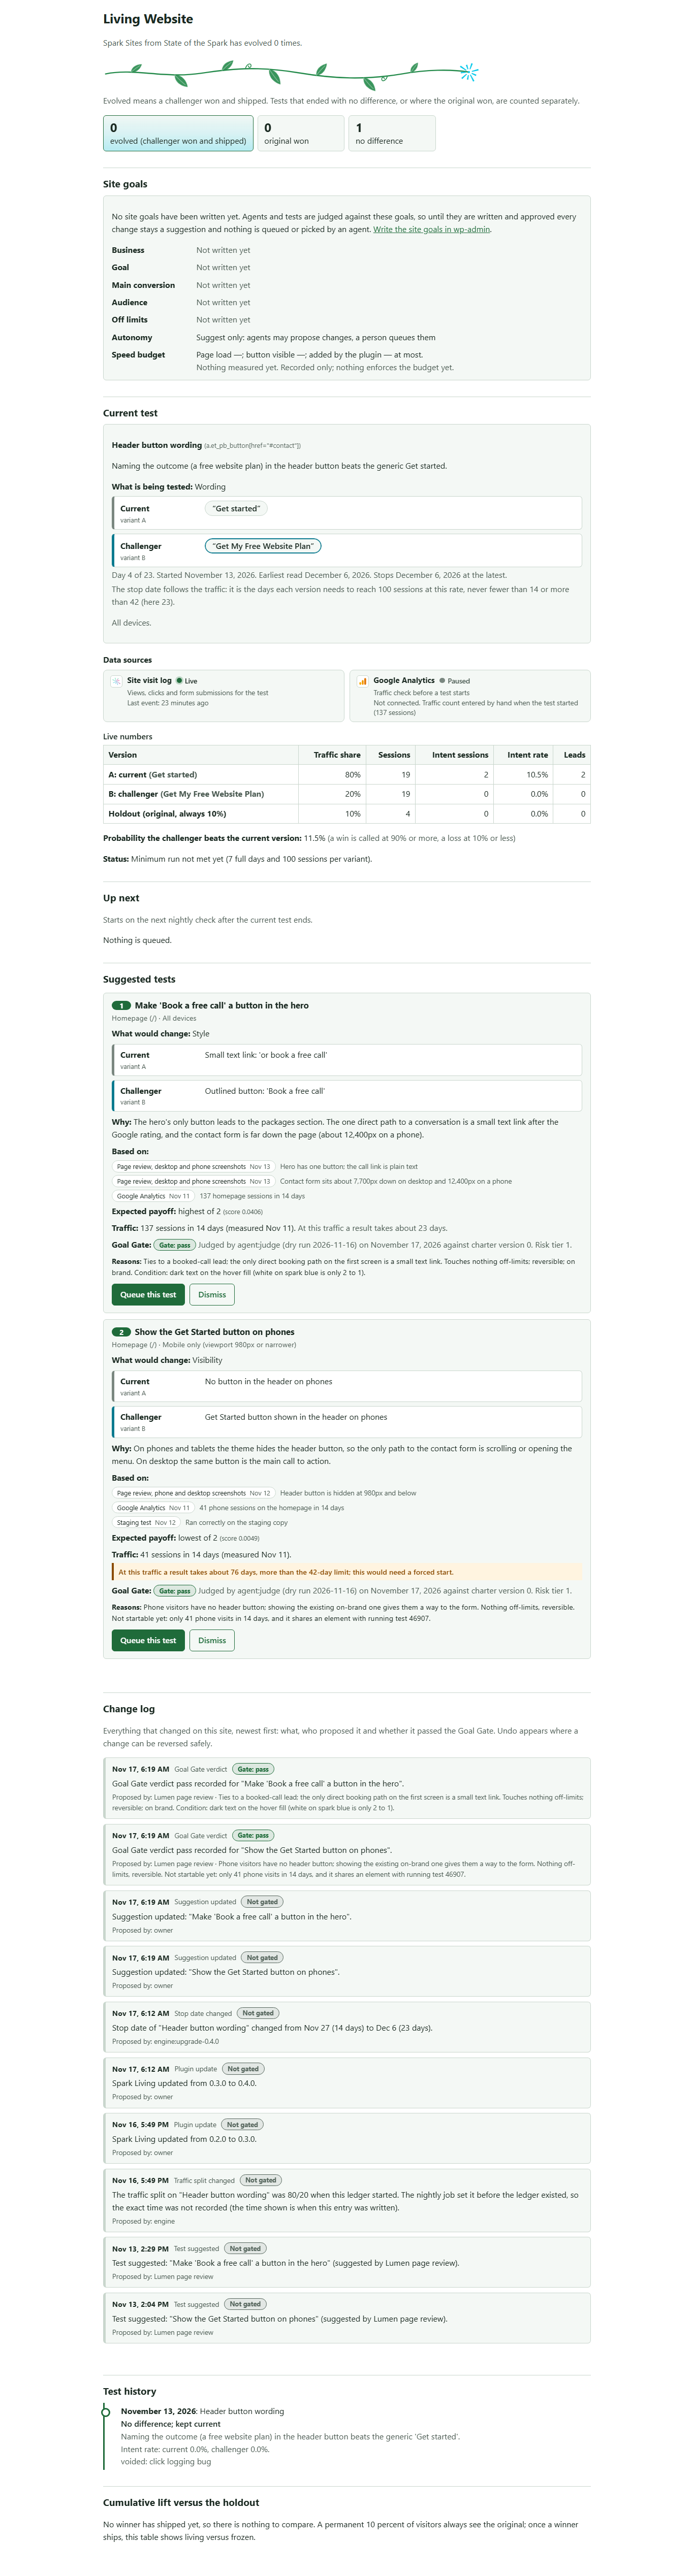 Living Website
Spark Sites from State of the Spark has evolved 0 times.
Evolved means a challenger won and shipped. Tests that ended with no difference, or where the original won, are counted separately.
0
evolved (challenger won and shipped)
0
original won
1
no difference
Site goals
No site goals have been written yet. Agents and tests are judged against these goals, so until they are written and approved every
change stays a suggestion and nothing is queued or picked by an agent. Write the site goals in wp-admin.
Business Not written yet
Goal Not written yet
Main conversion Not written yet
Audience Not written yet
Off limits Not written yet
Autonomy Suggest only: agents may propose changes, a person queues them
Speed budget Page load —; button visible —; added by the plugin — at most.
Nothing measured yet. Recorded only; nothing enforces the budget yet.
Current test
Header button wording (a.et_pb_button[href="#contact"])
Naming the outcome (a free website plan) in the header button beats the generic Get started.
What is being tested: Wording
Current "Get started"
variant A
Challenger "Get My Free Website Plan"
variant B
Day 4 of 23. Started November 13, 2026. Earliest read December 6, 2026. Stops December 6, 2026 at the latest.
The stop date follows the traffic: it is the days each version needs to reach 100 sessions at this rate, never fewer than 14 or more
than 42 (here 23).
All devices.
Data sources
Site visit log Live
Views, clicks and form submissions for the test
Last event: 23 minutes ago
Google Analytics Paused
Traffic check before a test starts
Not connected. Traffic count entered by hand when the test started
(137 sessions)
Live numbers
Version Traffic share Sessions Intent sessions Intent rate Leads
A: current (Get started) 80% 19 2 10.5% 2
B: challenger (Get My Free Website Plan) 20% 19 0 0.0% 0
Holdout (original, always 10%) 10% 4 0 0.0% 0
Probability the challenger beats the current version: 11.5% (a win is called at 90% or more, a loss at 10% or less)
Status: Minimum run not met yet (7 full days and 100 sessions per variant).
Up next
Starts on the next nightly check after the current test ends.
Nothing is queued.
Suggested tests
1 Make 'Book a free call' a button in the hero
Homepage (/) · All devices
What would change: Style
Current Small text link: 'or book a free call'
variant A
Challenger Outlined button: 'Book a free call'
variant B
Why: The hero's only button leads to the packages section. The one direct path to a conversation is a small text link after the
Google rating, and the contact form is far down the page (about 12,400px on a phone).
Based on:
Page review, desktop and phone screenshots Nov 13 Hero has one button; the call link is plain text
Page review, desktop and phone screenshots Nov 13 Contact form sits about 7,700px down on desktop and 12,400px on a phone
Google Analytics Nov 11 137 homepage sessions in 14 days
Expected payoff: highest of 2 (score 0.0406)
Traffic: 137 sessions in 14 days (measured Nov 11). At this traffic a result takes about 23 days.
Goal Gate: Gate: pass Judged by agent:judge (dry run 2026-11-16) on November 17, 2026 against charter version 0. Risk tier 1.
Reasons: Ties to a booked-call lead: the only direct booking path on the first screen is a small text link. Touches nothing off-limits; reversible; on
brand. Condition: dark text on the hover fill (white on spark blue is only 2 to 1).
Queue this test Dismiss
2 Show the Get Started button on phones
Homepage (/) · Mobile only (viewport 980px or narrower)
What would change: Visibility
Current No button in the header on phones
variant A
Challenger Get Started button shown in the header on phones
variant B
Why: On phones and tablets the theme hides the header button, so the only path to the contact form is scrolling or opening the
menu. On desktop the same button is the main call to action.
Based on:
Page review, phone and desktop screenshots Nov 12 Header button is hidden at 980px and below
Google Analytics Nov 11 41 phone sessions on the homepage in 14 days
Staging test Nov 12 Ran correctly on the staging copy
Expected payoff: lowest of 2 (score 0.0049)
Traffic: 41 sessions in 14 days (measured Nov 11).
At this traffic a result takes about 76 days, more than the 42-day limit; this would need a forced start.
Goal Gate: Gate: pass Judged by agent:judge (dry run 2026-11-16) on November 17, 2026 against charter version 0. Risk tier 1.
Reasons: Phone visitors have no header button; showing the existing on-brand one gives them a way to the form. Nothing off-limits, reversible.
Not startable yet: only 41 phone visits in 14 days, and it shares an element with running test 46907.
Queue this test Dismiss
Change log
Everything that changed on this site, newest first: what, who proposed it and whether it passed the Goal Gate. Undo appears where a
change can be reversed safely.
Nov 17, 6:19 AM Goal Gate verdict Gate: pass
Goal Gate verdict pass recorded for "Make 'Book a free call' a button in the hero".
Proposed by: Lumen page review · Ties to a booked-call lead: the only direct booking path on the first screen is a small text link. Touches nothing off-limits;
reversible; on brand. Condition: dark text on the hover fill (white on spark blue is only 2 to 1).
Nov 17, 6:19 AM Goal Gate verdict Gate: pass
Goal Gate verdict pass recorded for "Show the Get Started button on phones".
Proposed by: Lumen page review · Phone visitors have no header button; showing the existing on-brand one gives them a way to the form. Nothing off-
limits, reversible. Not startable yet: only 41 phone visits in 14 days, and it shares an element with running test 46907.
Nov 17, 6:19 AM Suggestion updated Not gated
Suggestion updated: "Make 'Book a free call' a button in the hero".
Proposed by: owner
Nov 17, 6:19 AM Suggestion updated Not gated
Suggestion updated: "Show the Get Started button on phones".
Proposed by: owner
Nov 17, 6:12 AM Stop date changed Not gated
Stop date of "Header button wording" changed from Nov 27 (14 days) to Dec 6 (23 days).
Proposed by: engine:upgrade-0.4.0
Nov 17, 6:12 AM Plugin update Not gated
Spark Living updated from 0.3.0 to 0.4.0.
Proposed by: owner
Nov 16, 5:49 PM Plugin update Not gated
Spark Living updated from 0.2.0 to 0.3.0.
Proposed by: owner
Nov 16, 5:49 PM Traffic split changed Not gated
The traffic split on "Header button wording" was 80/20 when this ledger started. The nightly job set it before the ledger existed, so
the exact time was not recorded (the time shown is when this entry was written).
Proposed by: engine
Nov 13, 2:29 PM Test suggested Not gated
Test suggested: "Make 'Book a free call' a button in the hero" (suggested by Lumen page review).
Proposed by: Lumen page review
Nov 13, 2:04 PM Test suggested Not gated
Test suggested: "Show the Get Started button on phones" (suggested by Lumen page review).
Proposed by: Lumen page review
Test history
November 13, 2026: Header button wording
No difference; kept current
Naming the outcome (a free website plan) in the header button beats the generic 'Get started'.
Intent rate: current 0.0%, challenger 0.0%.
voided: click logging bug
Cumulative lift versus the holdout
No winner has shipped yet, so there is nothing to compare. A permanent 10 percent of visitors always see the original; once a winner
ships, this table shows living versus frozen.